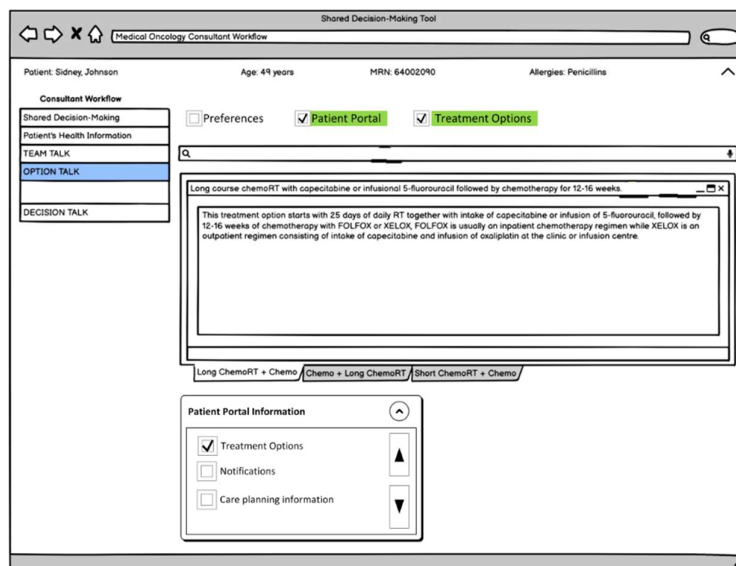 Shared Decision-Making Tool
Medical Oncology Consultant Workflow
Patient: Sidney, Johnson Age: 49 years MRN: 64002090 Allergies: Penicillins
Consultant Workflow
Shared Decision-Making
Patient's Health Information
TEAM TALK
OPTION TALK
DECISION TALK
Preferences Patient Portal Treatment Options
Long course chemoRT with capecitabine or infusional 5-fluorouracil followed by chemotherapy for 12-16 weeks.
This treatment option starts with 25 days of daily RT together with intake of capecitabine or infusion of 5-fluorouracil, followed by
12-16 weeks of chemotherapy with FOLFOX or XELOX, FOLFOX is usually an inpatient chemotherapy regimen while XELOX is an
outpatient regimen consisting of intake of capecitabine and infusion of oxaliplatin at the clinic or infusion centre.
Long ChemoRT + Chemo Chemo + Long ChemoRT Short ChemoRT + Chemo
Patient Portal Information
Treatment Options
Notifications
Care planning information